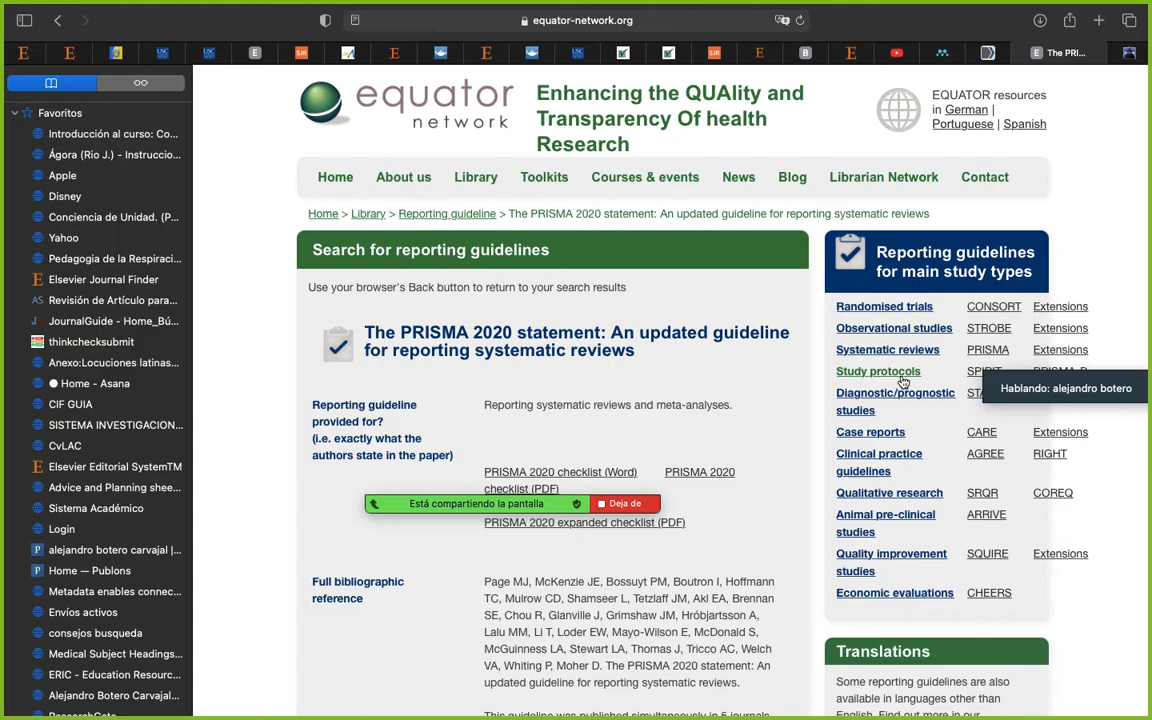 equator-network.org
The PRI...
Favoritos
Introducción al curso: Co...
Ágora (Rio J.) - Instruccio...
Apple
Disney
Conciencia de Unidad. (P...
Yahoo
Pedagogia de la Respiraci...
Elsevier Journal Finder
Revisión de Artículo para...
JournalGuide - Home_Bú...
thinkchecksubmit
Anexo:Locuciones latinas...
Home - Asana
CIF GUIA
SISTEMA INVESTIGACION...
CvLAC
Elsevier Editorial SystemTM
Advice and Planning shee...
Sistema Académico
Login
alejandro botero carvajal |...
Home — Publons
Metadata enables connec...
Envíos activos
consejos busqueda
Medical Subject Headings...
ERIC - Education Resourc...
Alejandro Botero Carvajal...
equator
network
Enhancing the QUAlity and
Transparency Of health
Research
EQUATOR resources
in German |
Portuguese | Spanish
Home About us Library Toolkits Courses & events News Blog Librarian Network Contact
Home > Library > Reporting guideline > The PRISMA 2020 statement: An updated guideline for reporting systematic reviews
Search for reporting guidelines
Use your browser's Back button to return to your search results
The PRISMA 2020 statement: An updated guideline
for reporting systematic reviews
Reporting guideline
provided for?
(i.e. exactly what the
authors state in the paper)
Reporting systematic reviews and meta-analyses.
PRISMA 2020 checklist (Word) PRISMA 2020
checklist (PDF)
Está compartiendo la pantalla Deja de
PRISMA 2020 expanded checklist (PDF)
Full bibliographic
reference
Page MJ, McKenzie JE, Bossuyt PM, Boutron I, Hoffmann
TC, Mulrow CD, Shamseer L, Tetzlaff JM, Akl EA, Brennan
SE, Chou R, Glanville J, Grimshaw JM, Hróbjartsson A,
Lalu MM, Li T, Loder EW, Mayo-Wilson E, McDonald S,
McGuinness LA, Stewart LA, Thomas J, Tricco AC, Welch
VA, Whiting P, Moher D. The PRISMA 2020 statement: An
updated guideline for reporting systematic reviews.
Reporting guidelines
for main study types
Randomised trials CONSORT Extensions
Observational studies STROBE Extensions
Systematic reviews PRISMA Extensions
Study protocols
Hablando: alejandro botero
Diagnostic/prognostic
studies
Case reports CARE Extensions
Clinical practice AGREE RIGHT
guidelines
Qualitative research SRQR COREQ
Animal pre-clinical ARRIVE
studies
Quality improvement SQUIRE Extensions
studies
Economic evaluations CHEERS
Translations
Some reporting guidelines are also
available in languages other than